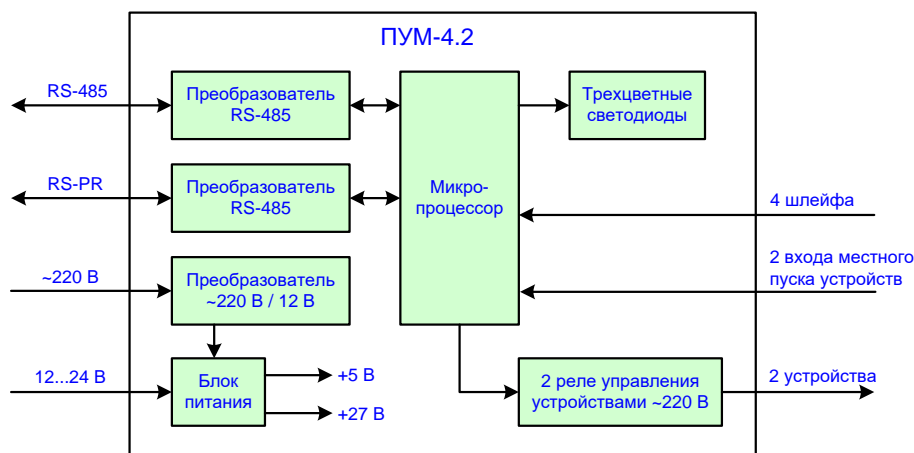 ПУМ-4.2
RS-485
Преобразователь
RS-485
Трехцветные
светодиоды
RS-PR
Преобразователь
RS-485
Микро-
процессор
4 шлейфа
~220 В
Преобразователь
~220 В / 12 В
2 входа местного
пуска устройств
12...24 В
Блок
питания
+5 В
+27 В
2 реле управления
устройствами ~220 В
2 устройства